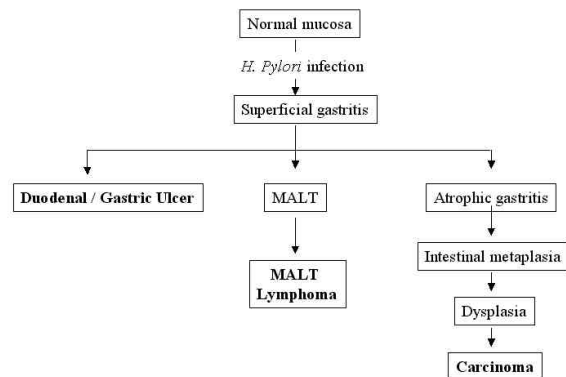 Normal mucosa
H. Pylori infection
Superficial gastritis
Duodenal / Gastric Ulcer
MALT
Atrophic gastritis
MALT
Lymphoma
Intestinal metaplasia
Dysplasia
Carcinoma